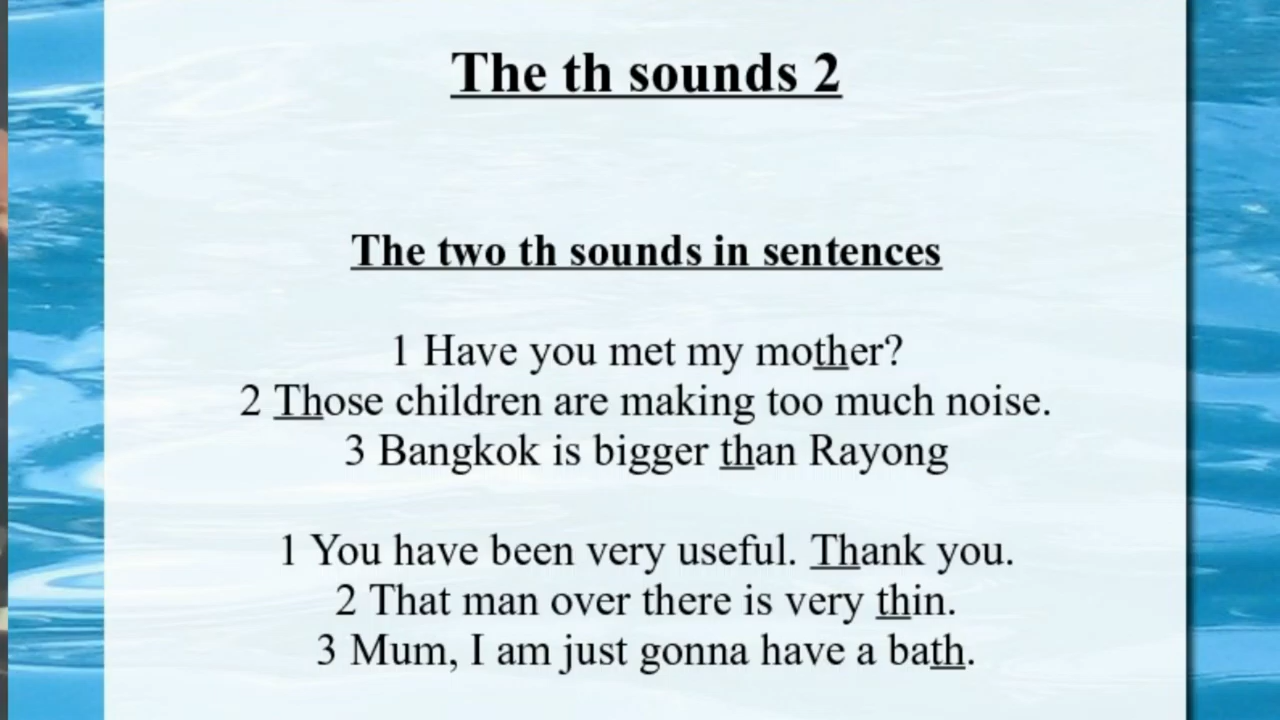 The th sounds 2
The two th sounds in sentences
1 Have you met my mother?
2 Those children are making too much noise.
3 Bangkok is bigger than Rayong
1 You have been very useful. Thank you.
2 That man over there is very thin.
3 Mum, I am just gonna have a bath.